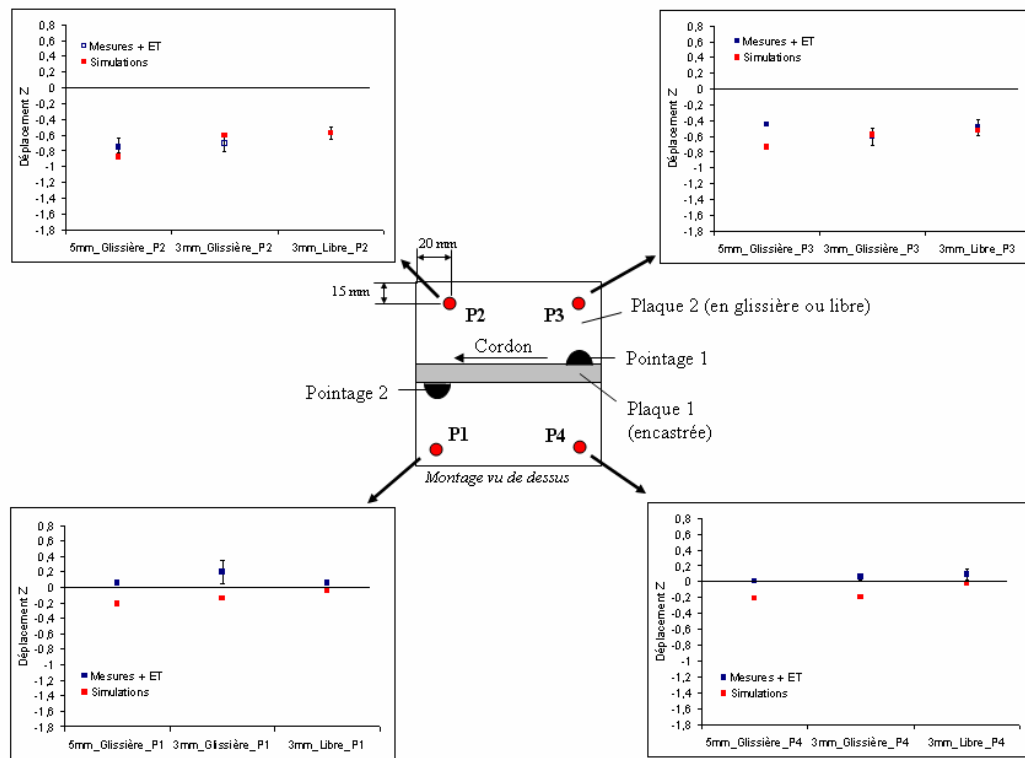 0,8
0,6
0,4
0,2
0
-0,2
-0,4
-0,6
-0,8
-1
-1,2
-1,4
-1,6
-1,8
Déplacement Z
Mesures + ET
Simulations
5mm_Glissière_P2 3mm_Glissière_P2 3mm_Libre_P2
0,8
0,6
0,4
0,2
0
-0,2
-0,4
-0,6
-0,8
-1
-1,2
-1,4
-1,6
-1,8
Déplacement Z
Mesures + ET
Simulations
5mm_Glissière_P3 3mm_Glissière_P3 3mm_Libre_P3
20 mm
15 mm
P2 P3
Plaque 2 (en glissière ou libre)
Cordon
Pointage 1
Pointage 2
Plaque 1
(encastrée)
P1 P4
Montage vu de dessus
0,8
0,6
0,4
0,2
0
-0,2
-0,4
-0,6
-0,8
-1
-1,2
-1,4
-1,6
-1,8
Déplacement Z
Mesures + ET
Simulations
5mm_Glissière_P1 3mm_Glissière_P1 3mm_Libre_P1
0,8
0,6
0,4
0,2
0
-0,2
-0,4
-0,6
-0,8
-1
-1,2
-1,4
-1,6
-1,8
Déplacement Z
Mesures + ET
Simulations
5mm_Glissière_P4 3mm_Glissière_P4 3mm_Libre_P4